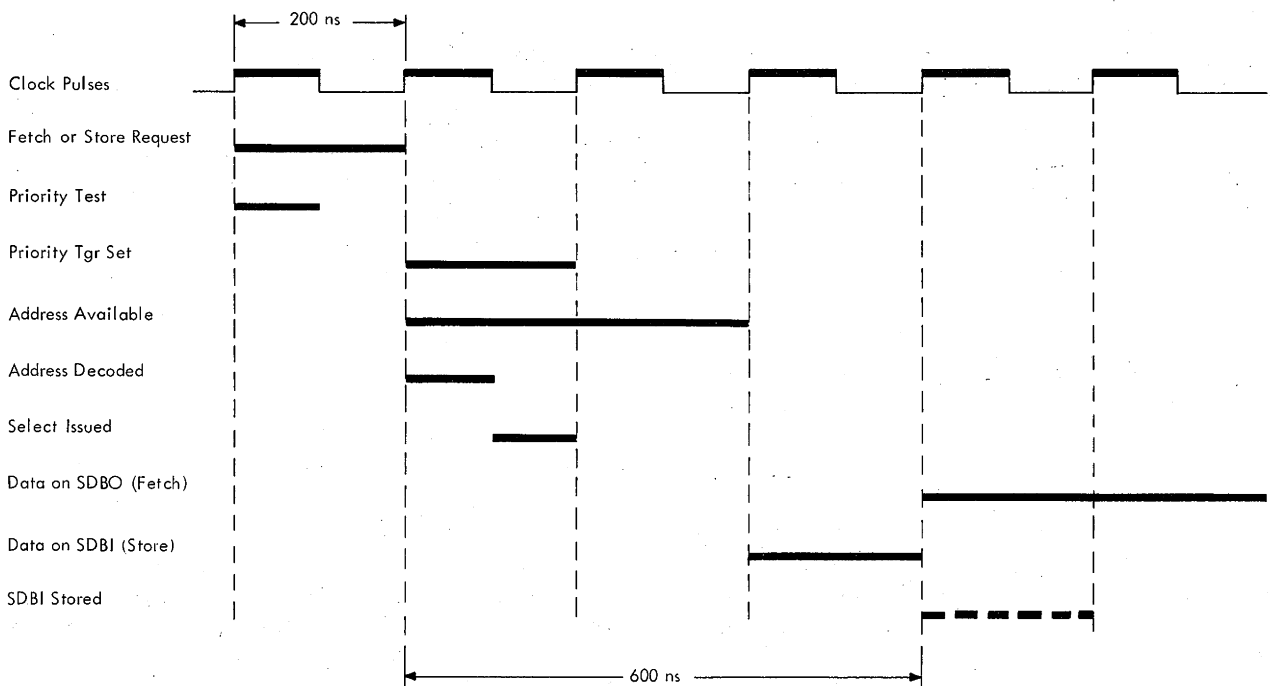 200 ns
Clock Pulses
Fetch or Store Request
Priority Test
Priority Tgr Set
Address Available
Address Decoded
Select Issued
Data on SDBO (Fetch)
Data on SDBI (Store)
SDBI Stored
600 ns